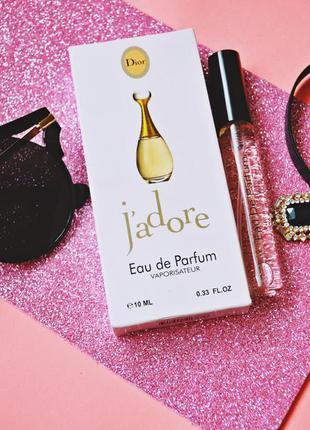 Dior
j'adore
Eau de Parfum
VAPORISATEUR
℮ 10 ML 0.33 FL.OZ